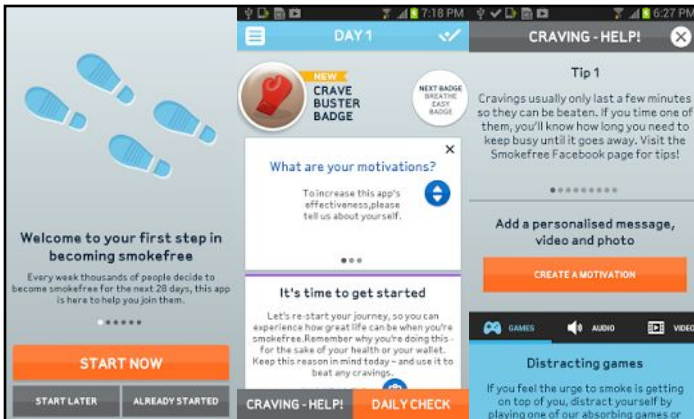 Welcome to your first step in
becoming smokefree
Every week thousands of people decide to
become smokefree for the next 28 days, this app
is here to help you join them.
START NOW
START LATER
ALREADY STARTED
7:18 PM
DAY 1
NEW
CRAVE
BUSTER
BADGE
NEXT BADGE
BREATHE
EASY
BADGE
What are your motivations?
To increase this app's
effectiveness,please
tell us about yourself.
It's time to get started
Let's re-start your journey, so you can
experience how great life can be when you're
smokefree.Remember why you're doing this -
for the sake of your health or your wallet.
Keep this reason in mind today – and use it to
beat any cravings.
CRAVING - HELP!
DAILY CHECK
6:27 PM
CRAVING - HELP!
Tip 1
Cravings usually only last a few minutes
so they can be beaten. If you time one of
them, you'll know how long you need to
keep busy until it goes away. Visit the
Smokefree Facebook page for tips!
Add a personalised message,
video and photo
CREATE A MOTIVATION
GAMES
AUDIO
VIDEO
Distracting games
If you feel the urge to smoke is getting
on top of you, distract yourself by
playing one of our absorbing games or